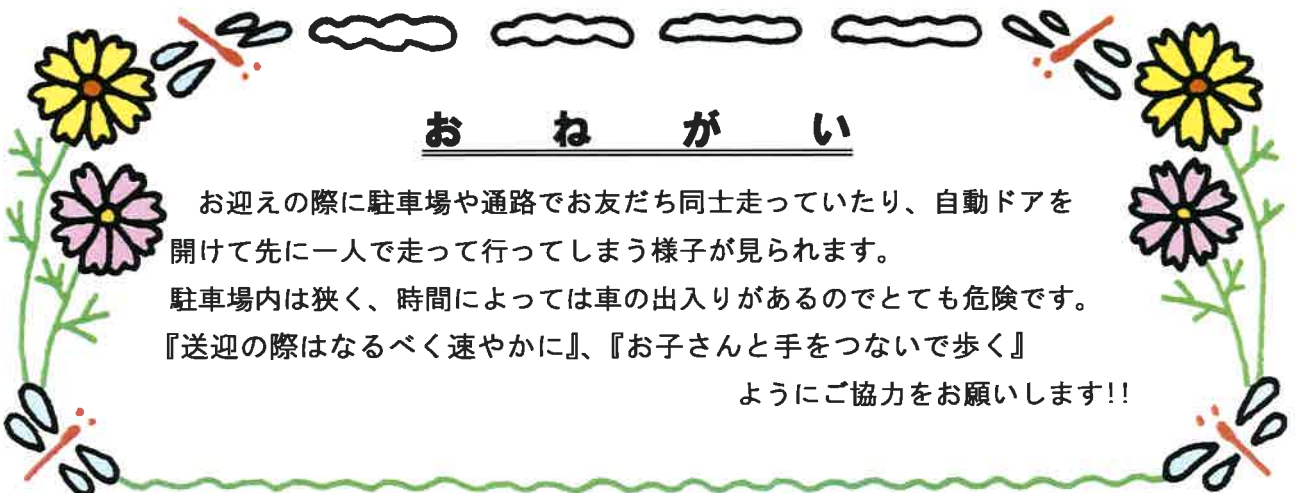 おねがい
お迎えの際に駐車場や通路でお友だち同士走っていたり、自動ドアを
開けて先に一人で走って行ってしまう様子が見られます。
駐車場内は狭く、時間によっては車の出入りがあるのでとても危険です。
『送迎の際はなるべく速やかに』、『お子さんと手をつないで歩く』
ようにご協力をお願いします!!